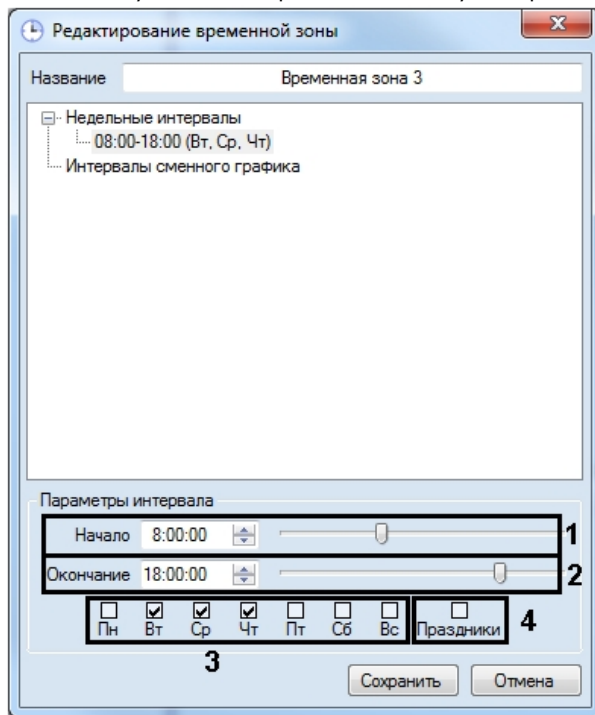 Редактирование временной зоны
Название Временная зона 3
Недельные интервалы
08:00-18:00 (Вт, Ср, Чт)
Интервалы сменного графика
Параметры интервала
Начало 8:00:00 1
Окончание 18:00:00 2
Пн Вт Ср Чт Пт Сб Вс Праздники 4
3
Сохранить Отмена